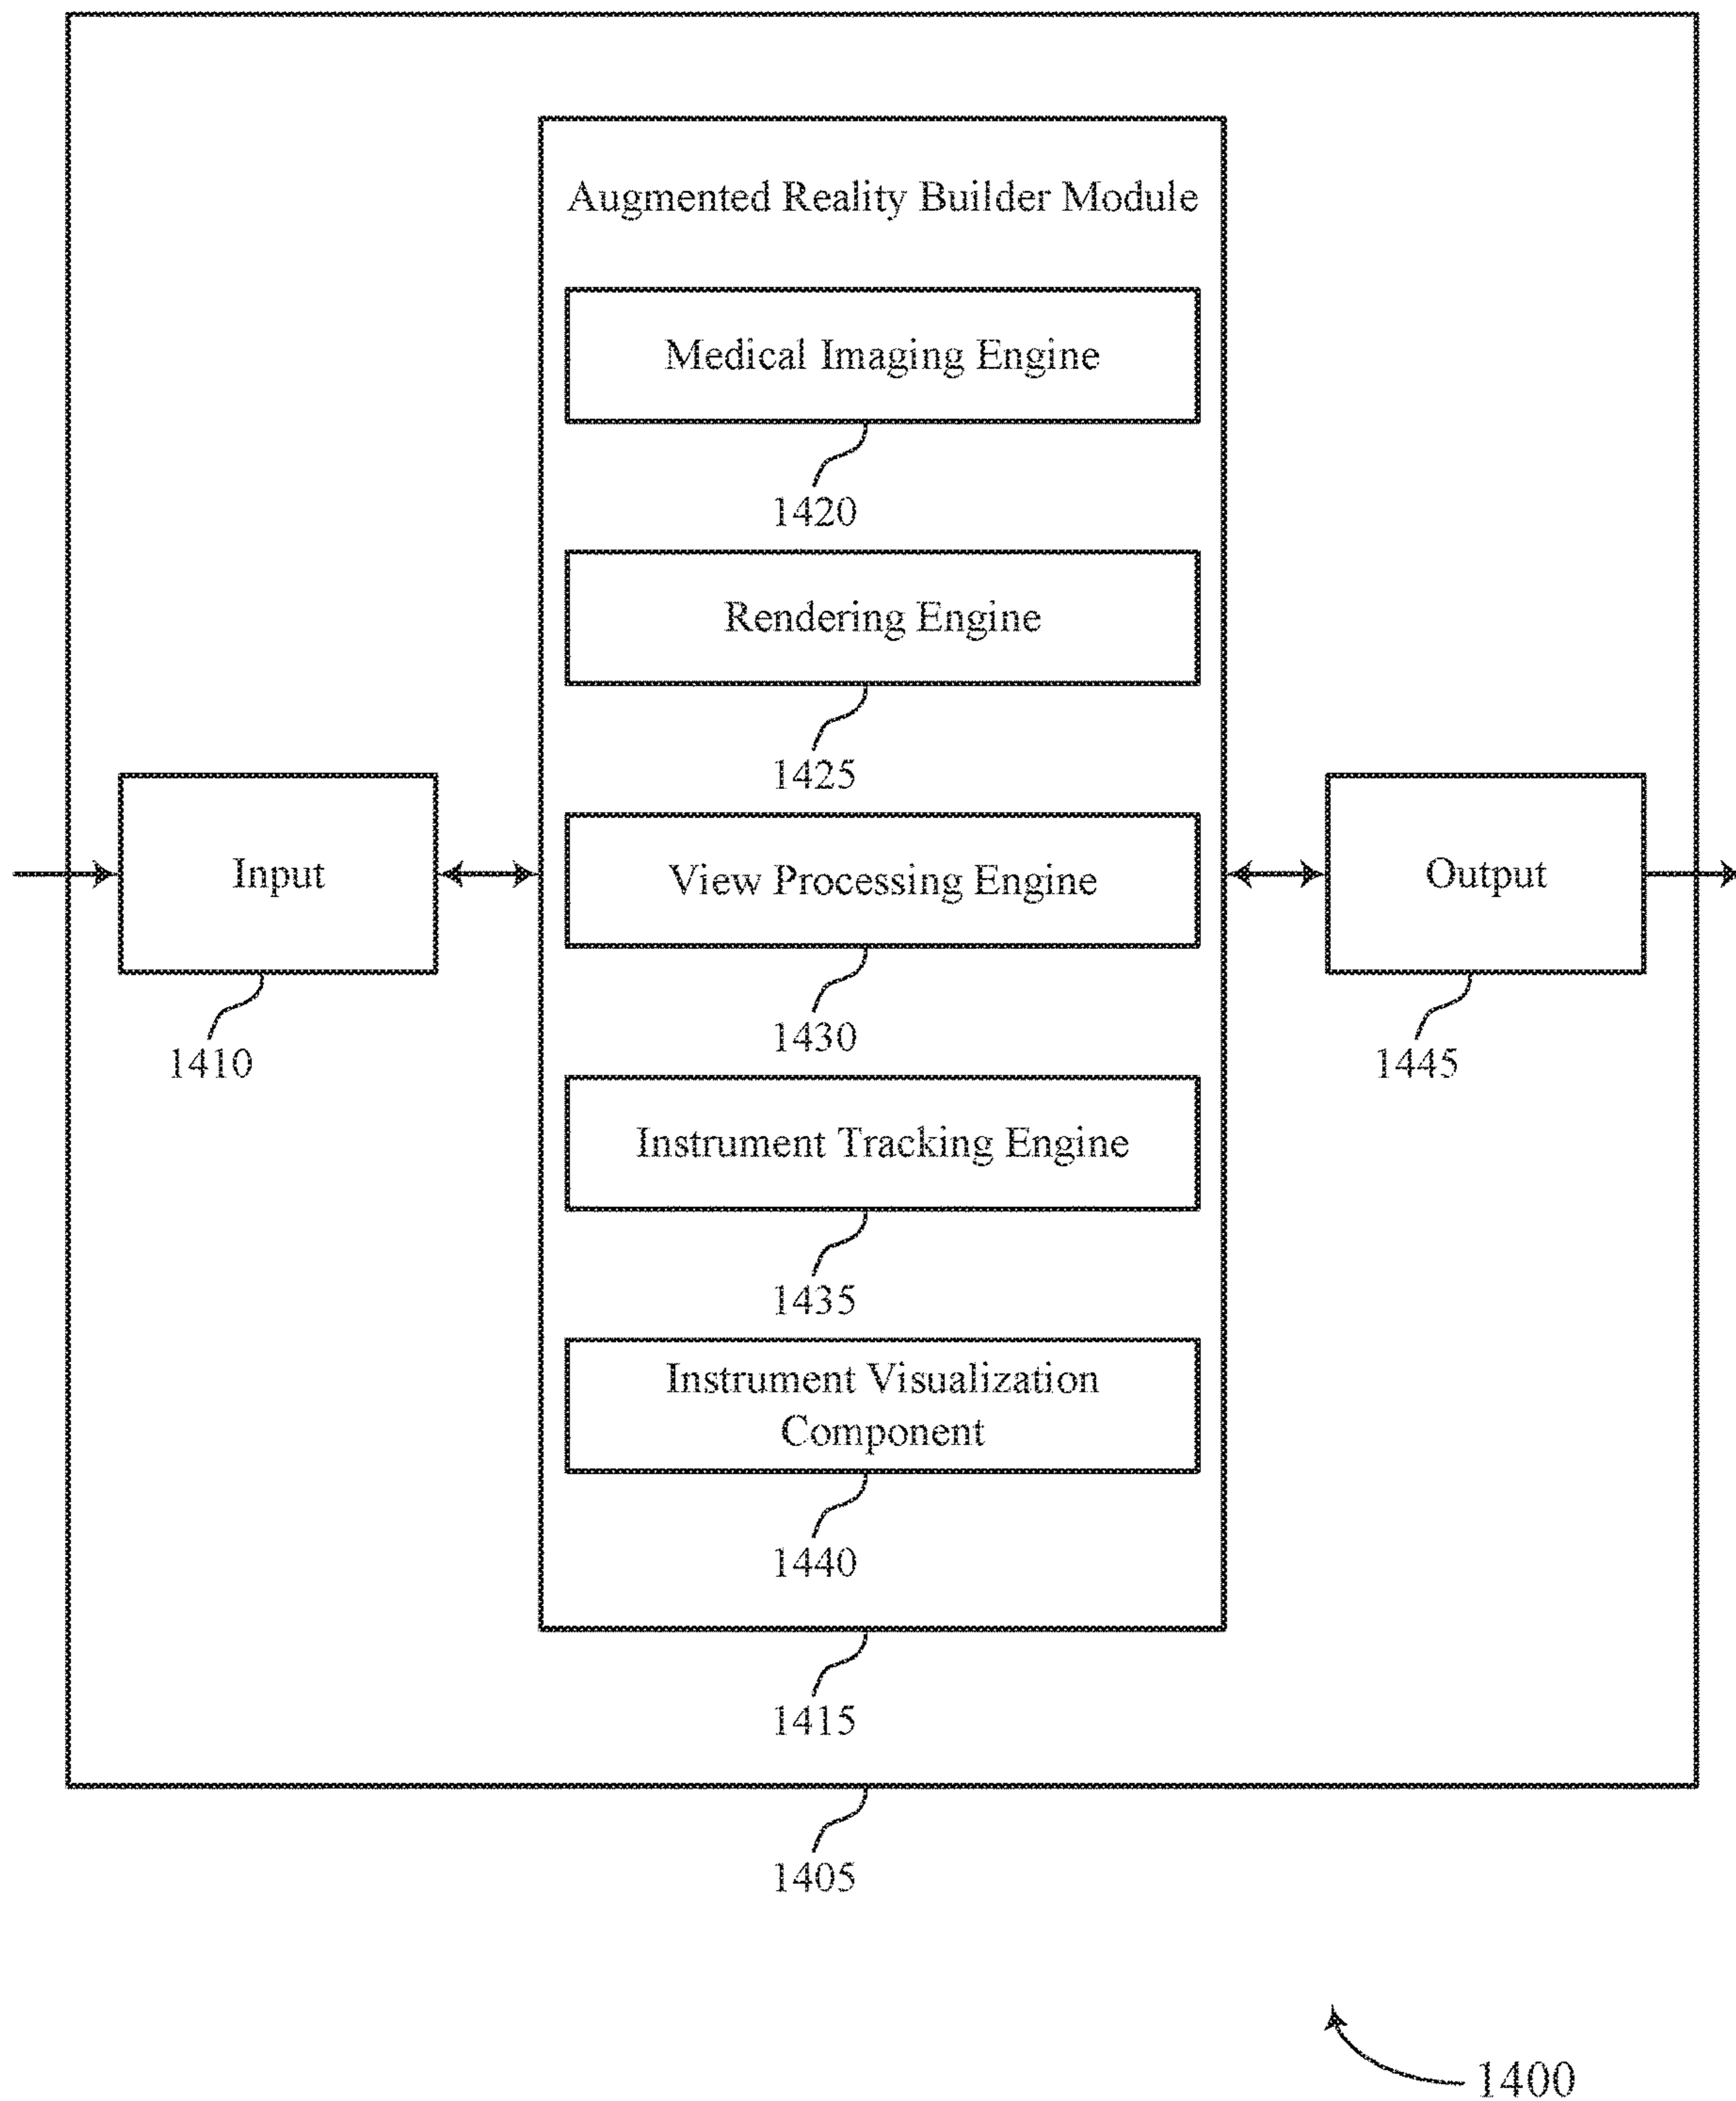 Augmented Reality Builder Module
Medical Imaging Engine
1420
Rendering Engine
1425
Input
1410
View Processing Engine
1430
Output
1445
Instrument Tracking Engine
1435
Instrument Visualization
Component
1440
1415
1405
1400